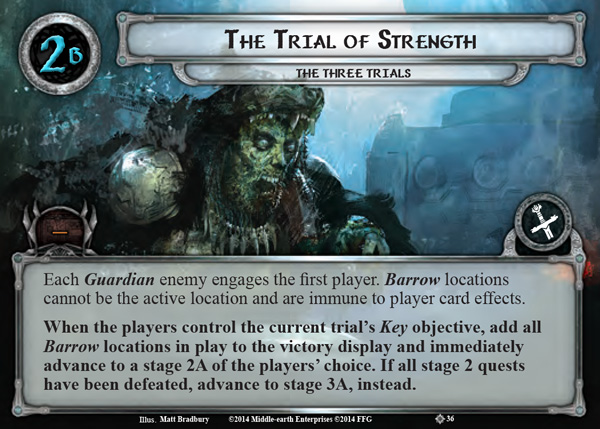 2B
THE TRIAL OF STRENGTH
THE THREE TRIALS
–
Each Guardian enemy engages the first player. Barrow locations
cannot be the active location and are immune to player card effects.
When the players control the current trial's Key objective, add all
Barrow locations in play to the victory display and immediately
advance to a stage 2A of the players' choice. If all stage 2 quests
have been defeated, advance to stage 3A, instead.
Illus. Matt Bradbury ©2014 Middle-earth Enterprises ©2014 FFG 36